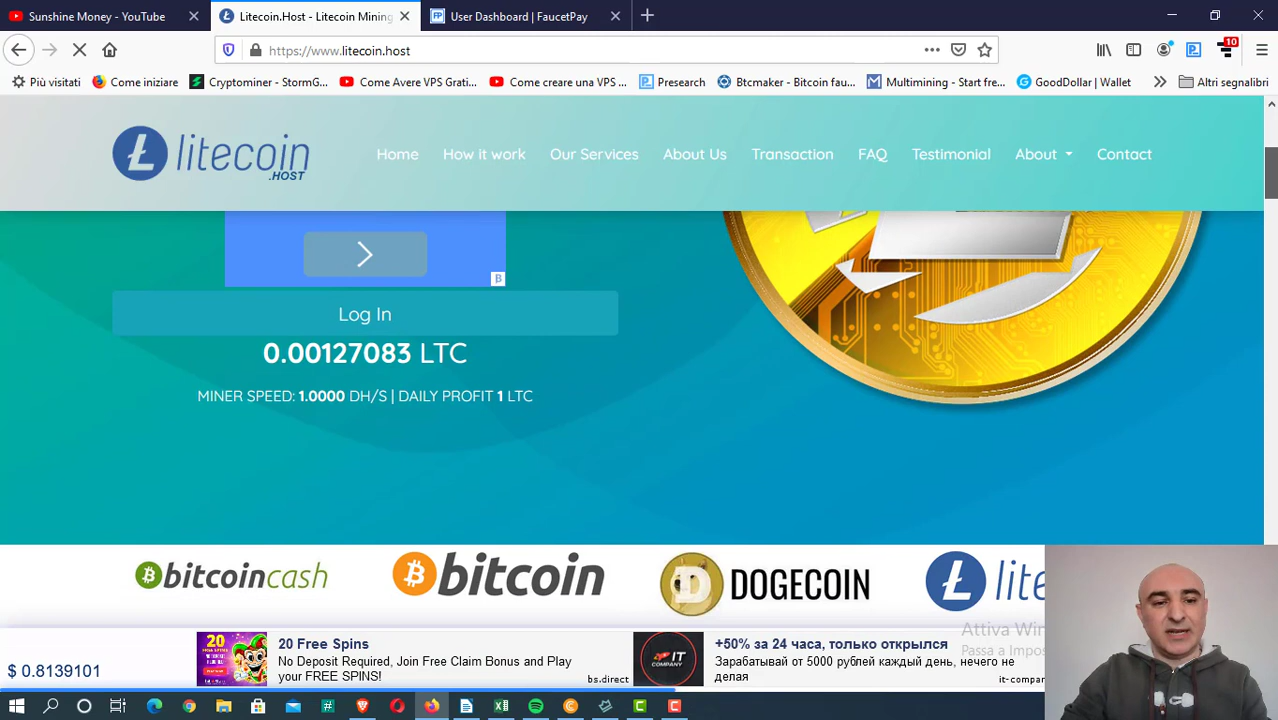 Sunshine Money - YouTube
Litecoin.Host - Litecoin Mining
User Dashboard | FaucetPay
https://www.litecoin.host
10
Più visitati
Come iniziare
Cryptominer - StormG...
Come Avere VPS Grati...
Come creare una VPS ...
Presearch
Btcmaker - Bitcoin fau...
Multimining - Start fre...
GoodDollar | Wallet
Altri segnalibri
litecoin
.HOST
Home
How it work
Our Services
About Us
Transaction
FAQ
Testimonial
About
Contact
B
Log In
0.00127083 LTC
MINER SPEED: 1.0000 DH/S | DAILY PROFIT 1 LTC
bitcoincash
bitcoin
DOGECOIN
lite
Attiva Win
Passa a Impos
$ 0.8139101
20 Free Spins
No Deposit Required, Join Free Claim Bonus and Play
your FREE SPINS!
bs.direct
IT
COMPANY
+50% за 24 часа, только открылся
Зарабатывай от 5000 рублей каждый день, нечего не
делая
it-compa